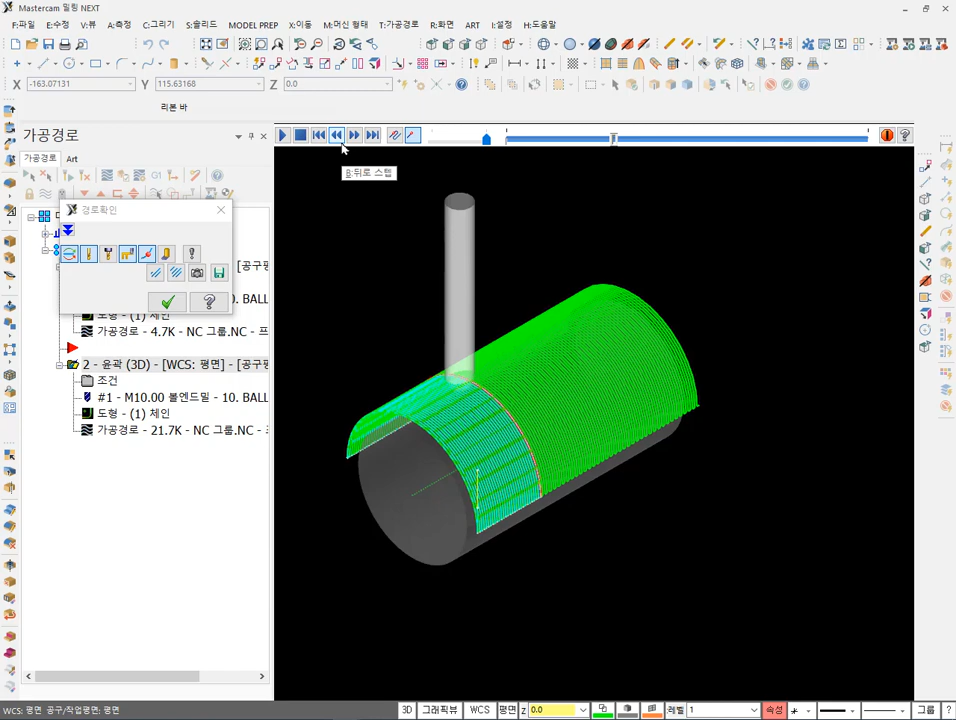 Mastercam 밀링 NEXT
F:파일 E:수정 V:뷰 A:측정 C:그리기 S:솔리드 MODEL PREP X:이동 M:머신 형태 T:가공경로 R:화면 ART I:설정 H:도움말
X -163.07131 Y 115.63168 Z 0.0
리본 바
가공경로
가공경로 Art
G1
B:뒤로 스텝
경로확인
[공구평
0. BALL
도형 - (1) 체인
가공경로 - 4.7K - NC 그룹.NC - 프
2 - 윤곽 (3D) - [WCS: 평면] - [공구평
조건
#1 - M10.00 볼엔드밀 - 10. BALL
도형 - (1) 체인
가공경로 - 21.7K - NC 그룹.NC - 프
WCS: 평면 공구/작업평면: 평면
3D 그래픽뷰 WCS 평면 Z 0.0 레벨 1 속성 그룹 ?